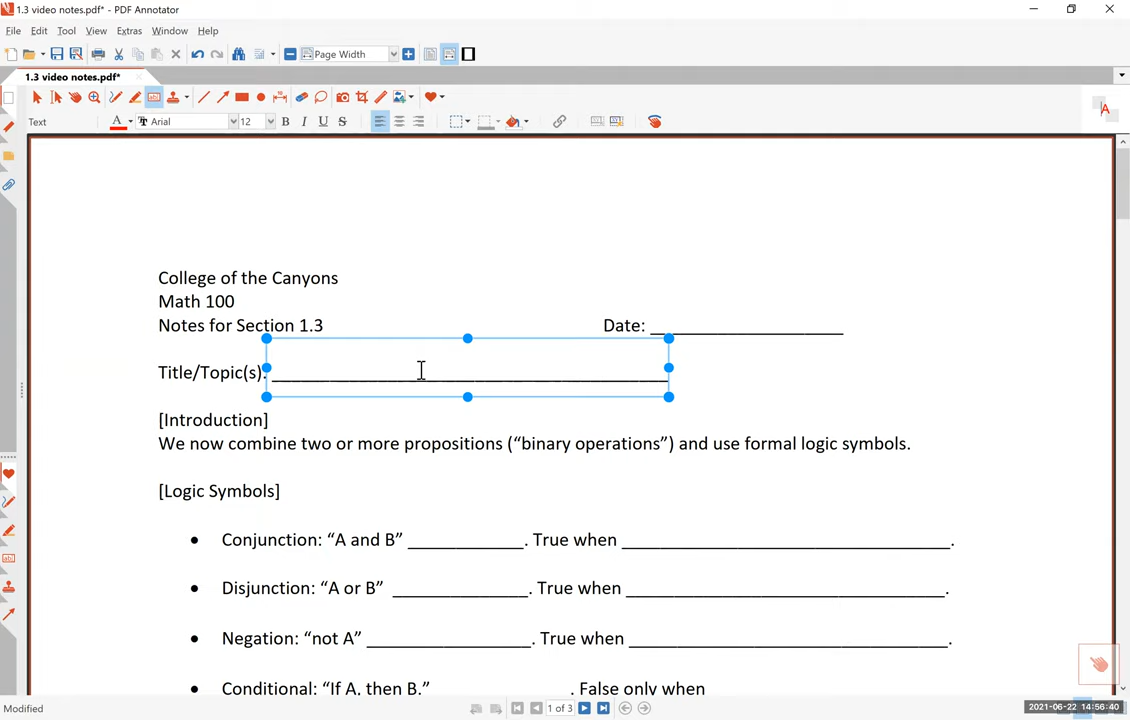 1.3 video notes.pdf* - PDF Annotator
File Edit Tool View Extras Window Help
Page Width
1.3 video notes.pdf*
Text A Arial 12 B I U S
A
College of the Canyons
Math 100
Notes for Section 1.3 Date: ____________________
Title/Topic(s): __________________________________________
[Introduction]
We now combine two or more propositions (“binary operations”) and use formal logic symbols.
[Logic Symbols]
• Conjunction: “A and B” ____________. True when __________________________________.
• Disjunction: “A or B” ______________. True when _________________________________.
• Negation: “not A” _________________. True when _________________________________.
• Conditional: “If A, then B.” . False only when
Modified 1 of 3 2021-06-22 14:56:40